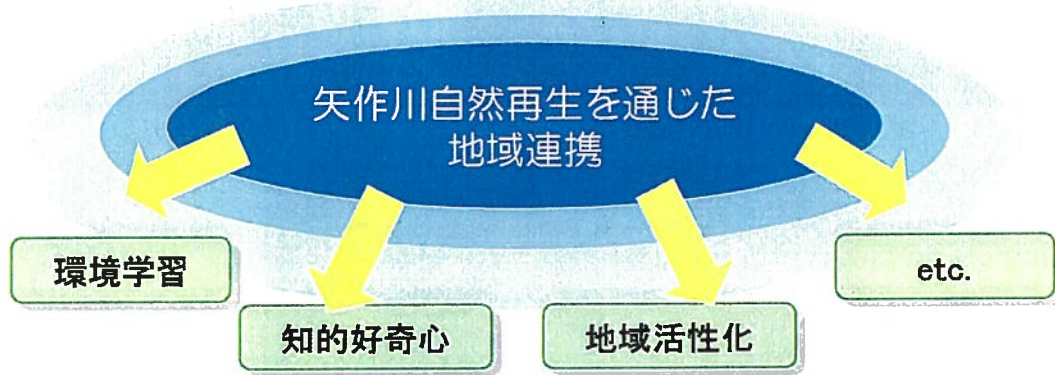 矢作川自然再生を通じた
地域連携
環境学習
知的好奇心
地域活性化
etc.